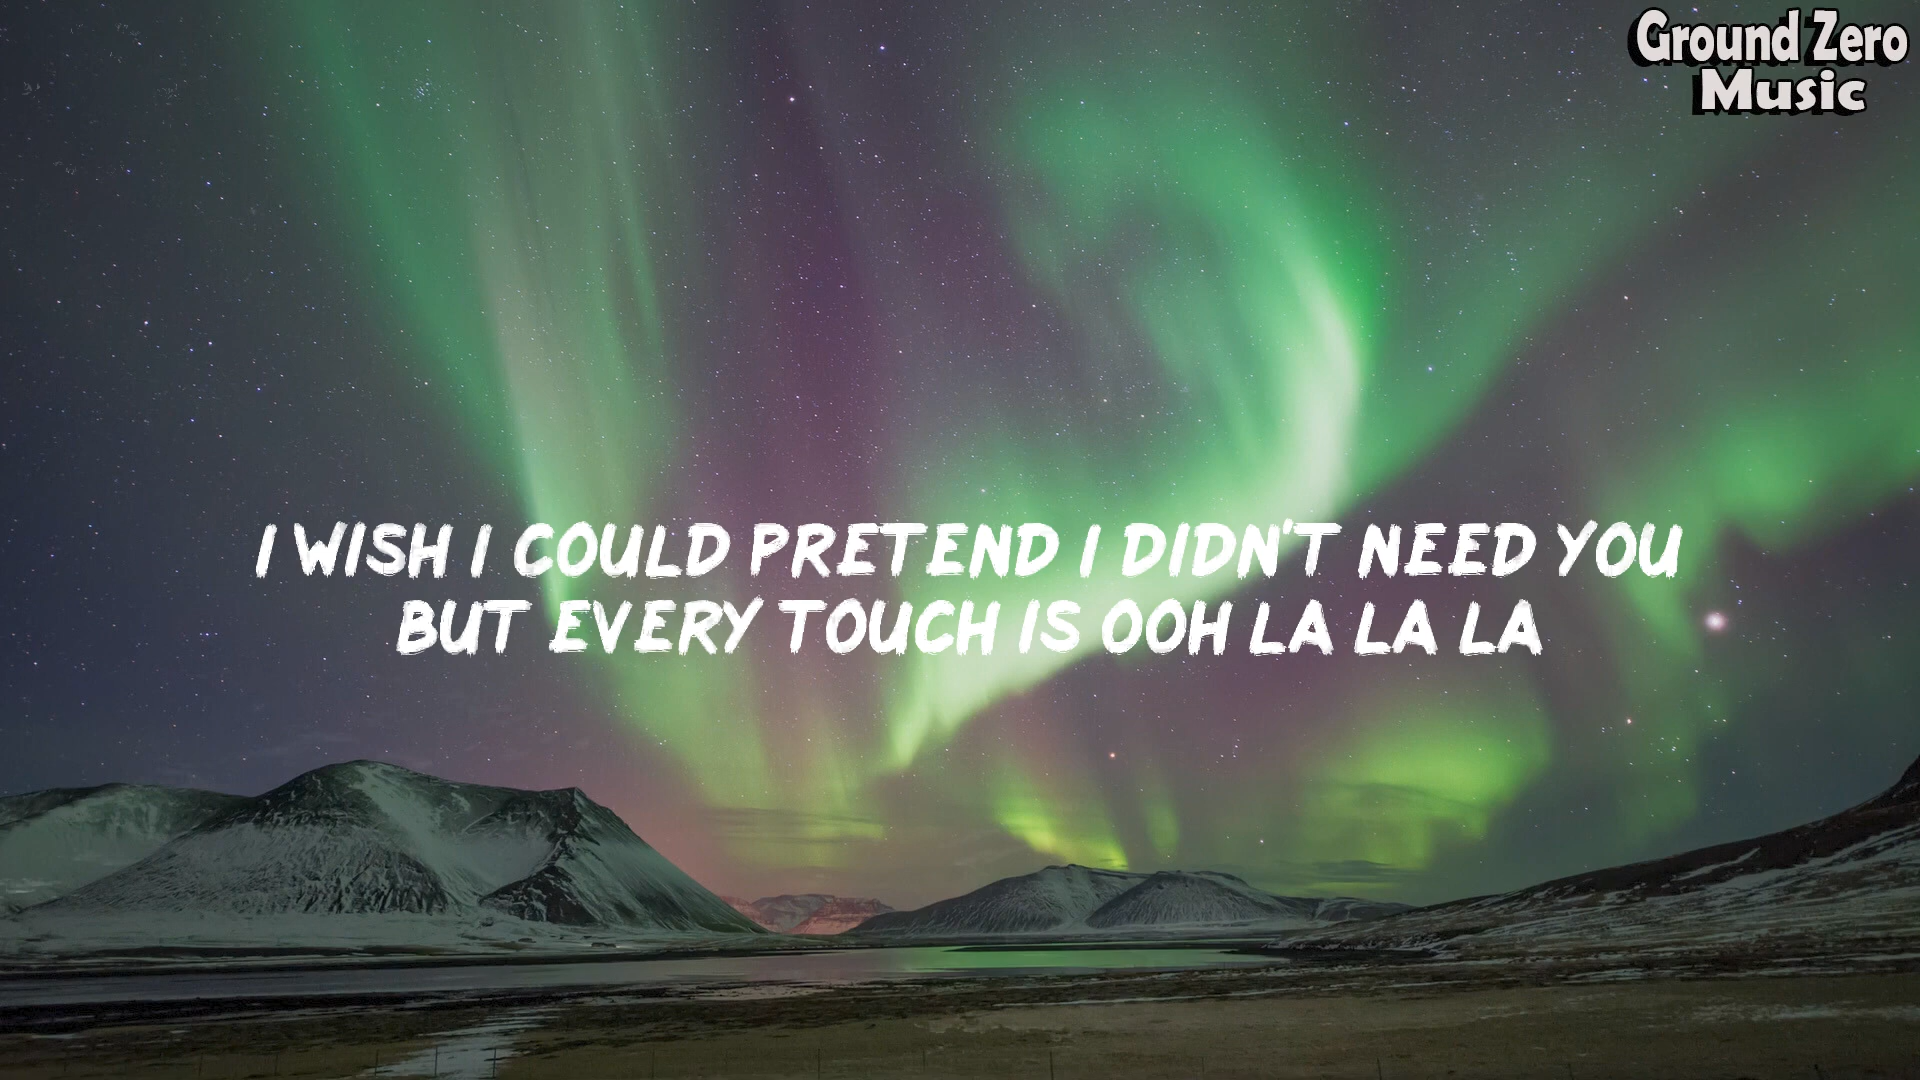 Ground Zero
Music
I WISH I COULD PRETEND I DIDN'T NEED YOU
BUT EVERY TOUCH IS OOH LA LA LA